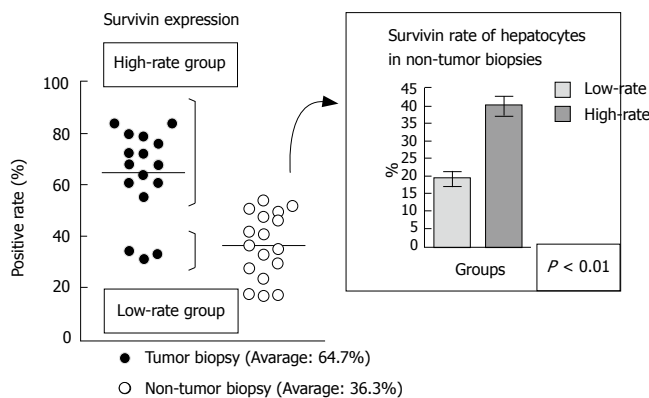 Survivin expression
High-rate group
100
80
60
40
20
0
Positive rate (%)
Low-rate group
Tumor biopsy (Avarage: 64.7%)
Non-tumor biopsy (Avarage: 36.3%)
Survivin rate of hepatocytes
in non-tumor biopsies
45
40
35
30
25
20
15
10
5
0
%
Groups
Low-rate
High-rate
P < 0.01